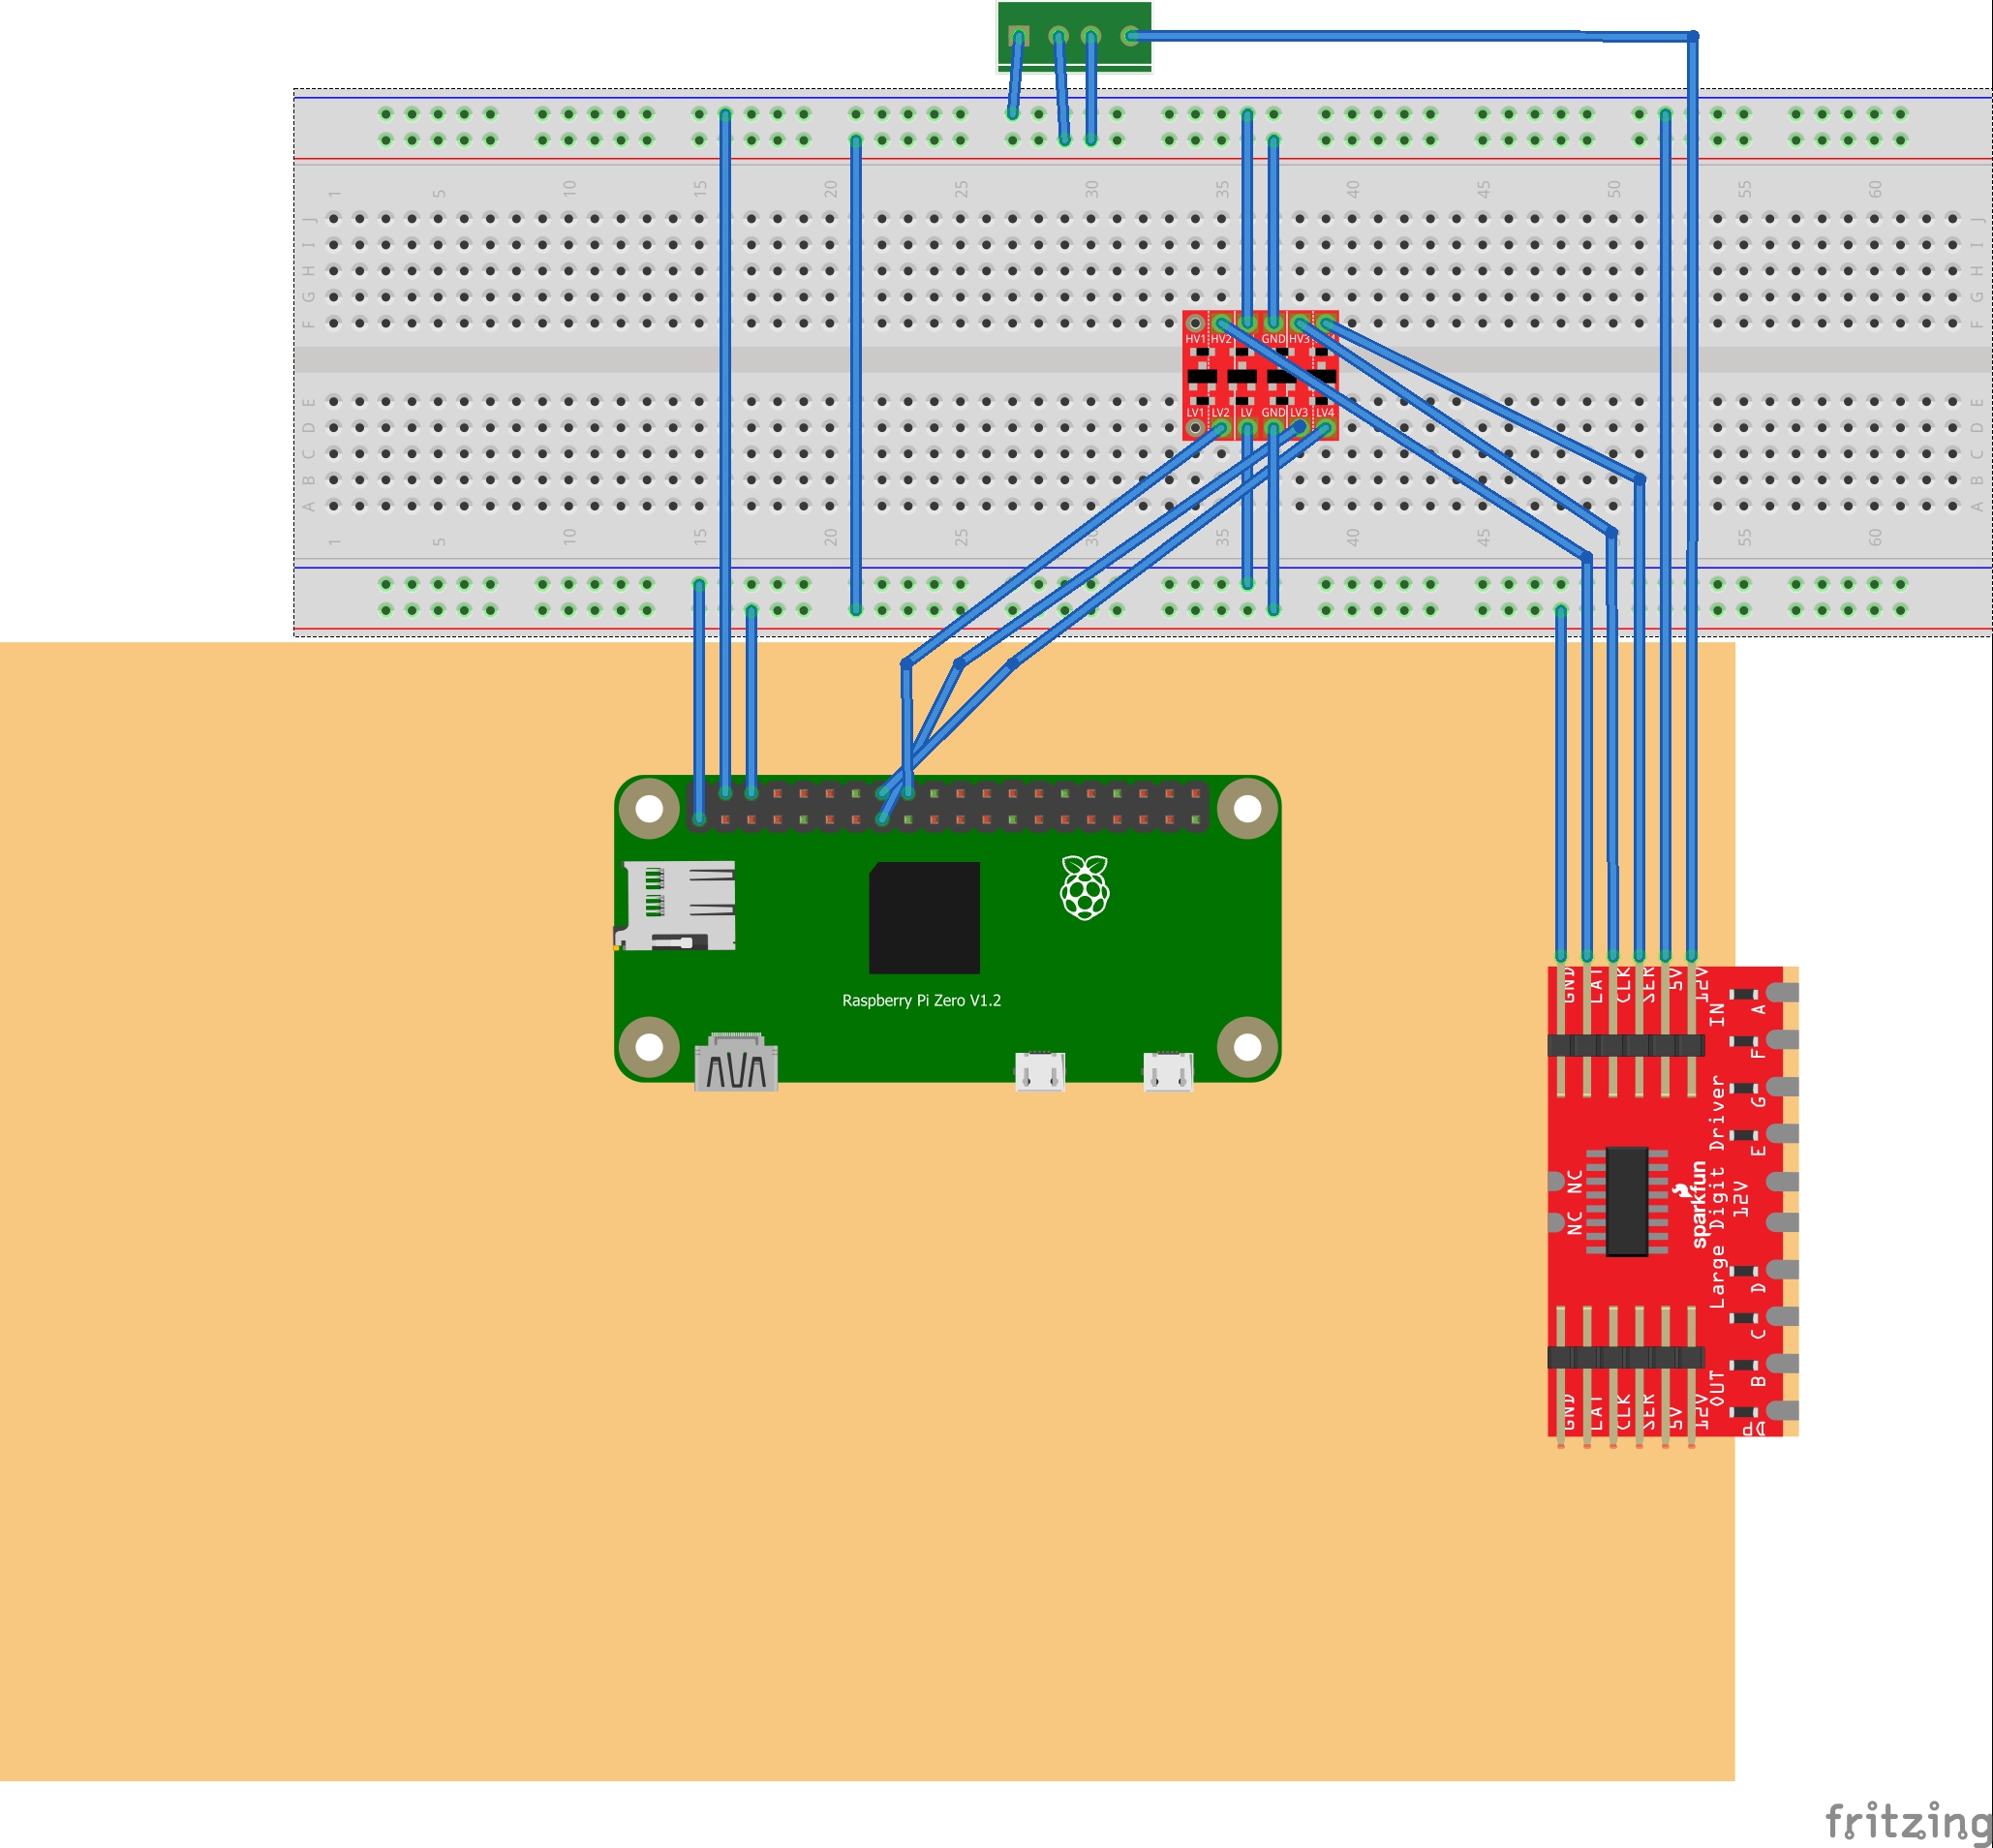 1 5 10 15 20 25 30 35 40 45 50 55 60
J J
I I
H H
G G
F F
HV1 HV2 GND HV3
LV1 LV2 LV GND LV3 LV4
E E
D D
C C
B B
A A
1 5 10 15 20 25 30 35 40 45 55 60
Raspberry Pi Zero V1.2
GND LAT CLK SER 5V 12V
IN
A
F
G
E
D
C
B
NC NC
sparkfun
Large Digit Driver
12V
OUT
GND LAT CLK SER 5V 12V
fritzing